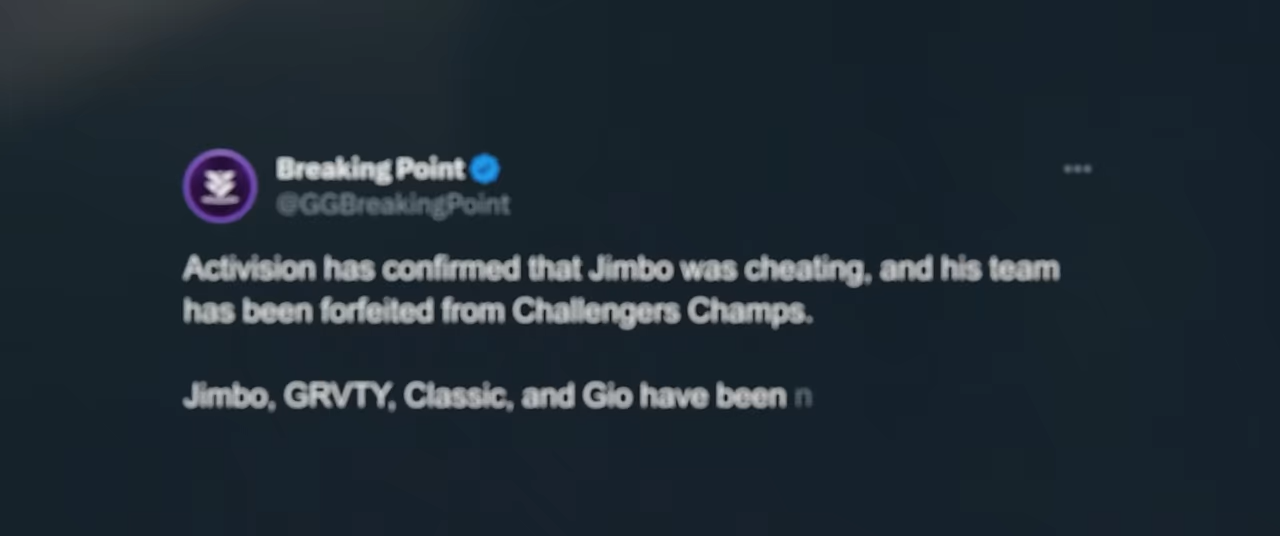 Breaking Point
@GGBreakingPoint
Activision has confirmed that Jimbo was cheating, and his team
has been forfeited from Challengers Champs.
Jimbo, GRVTY, Classic, and Gio have been n